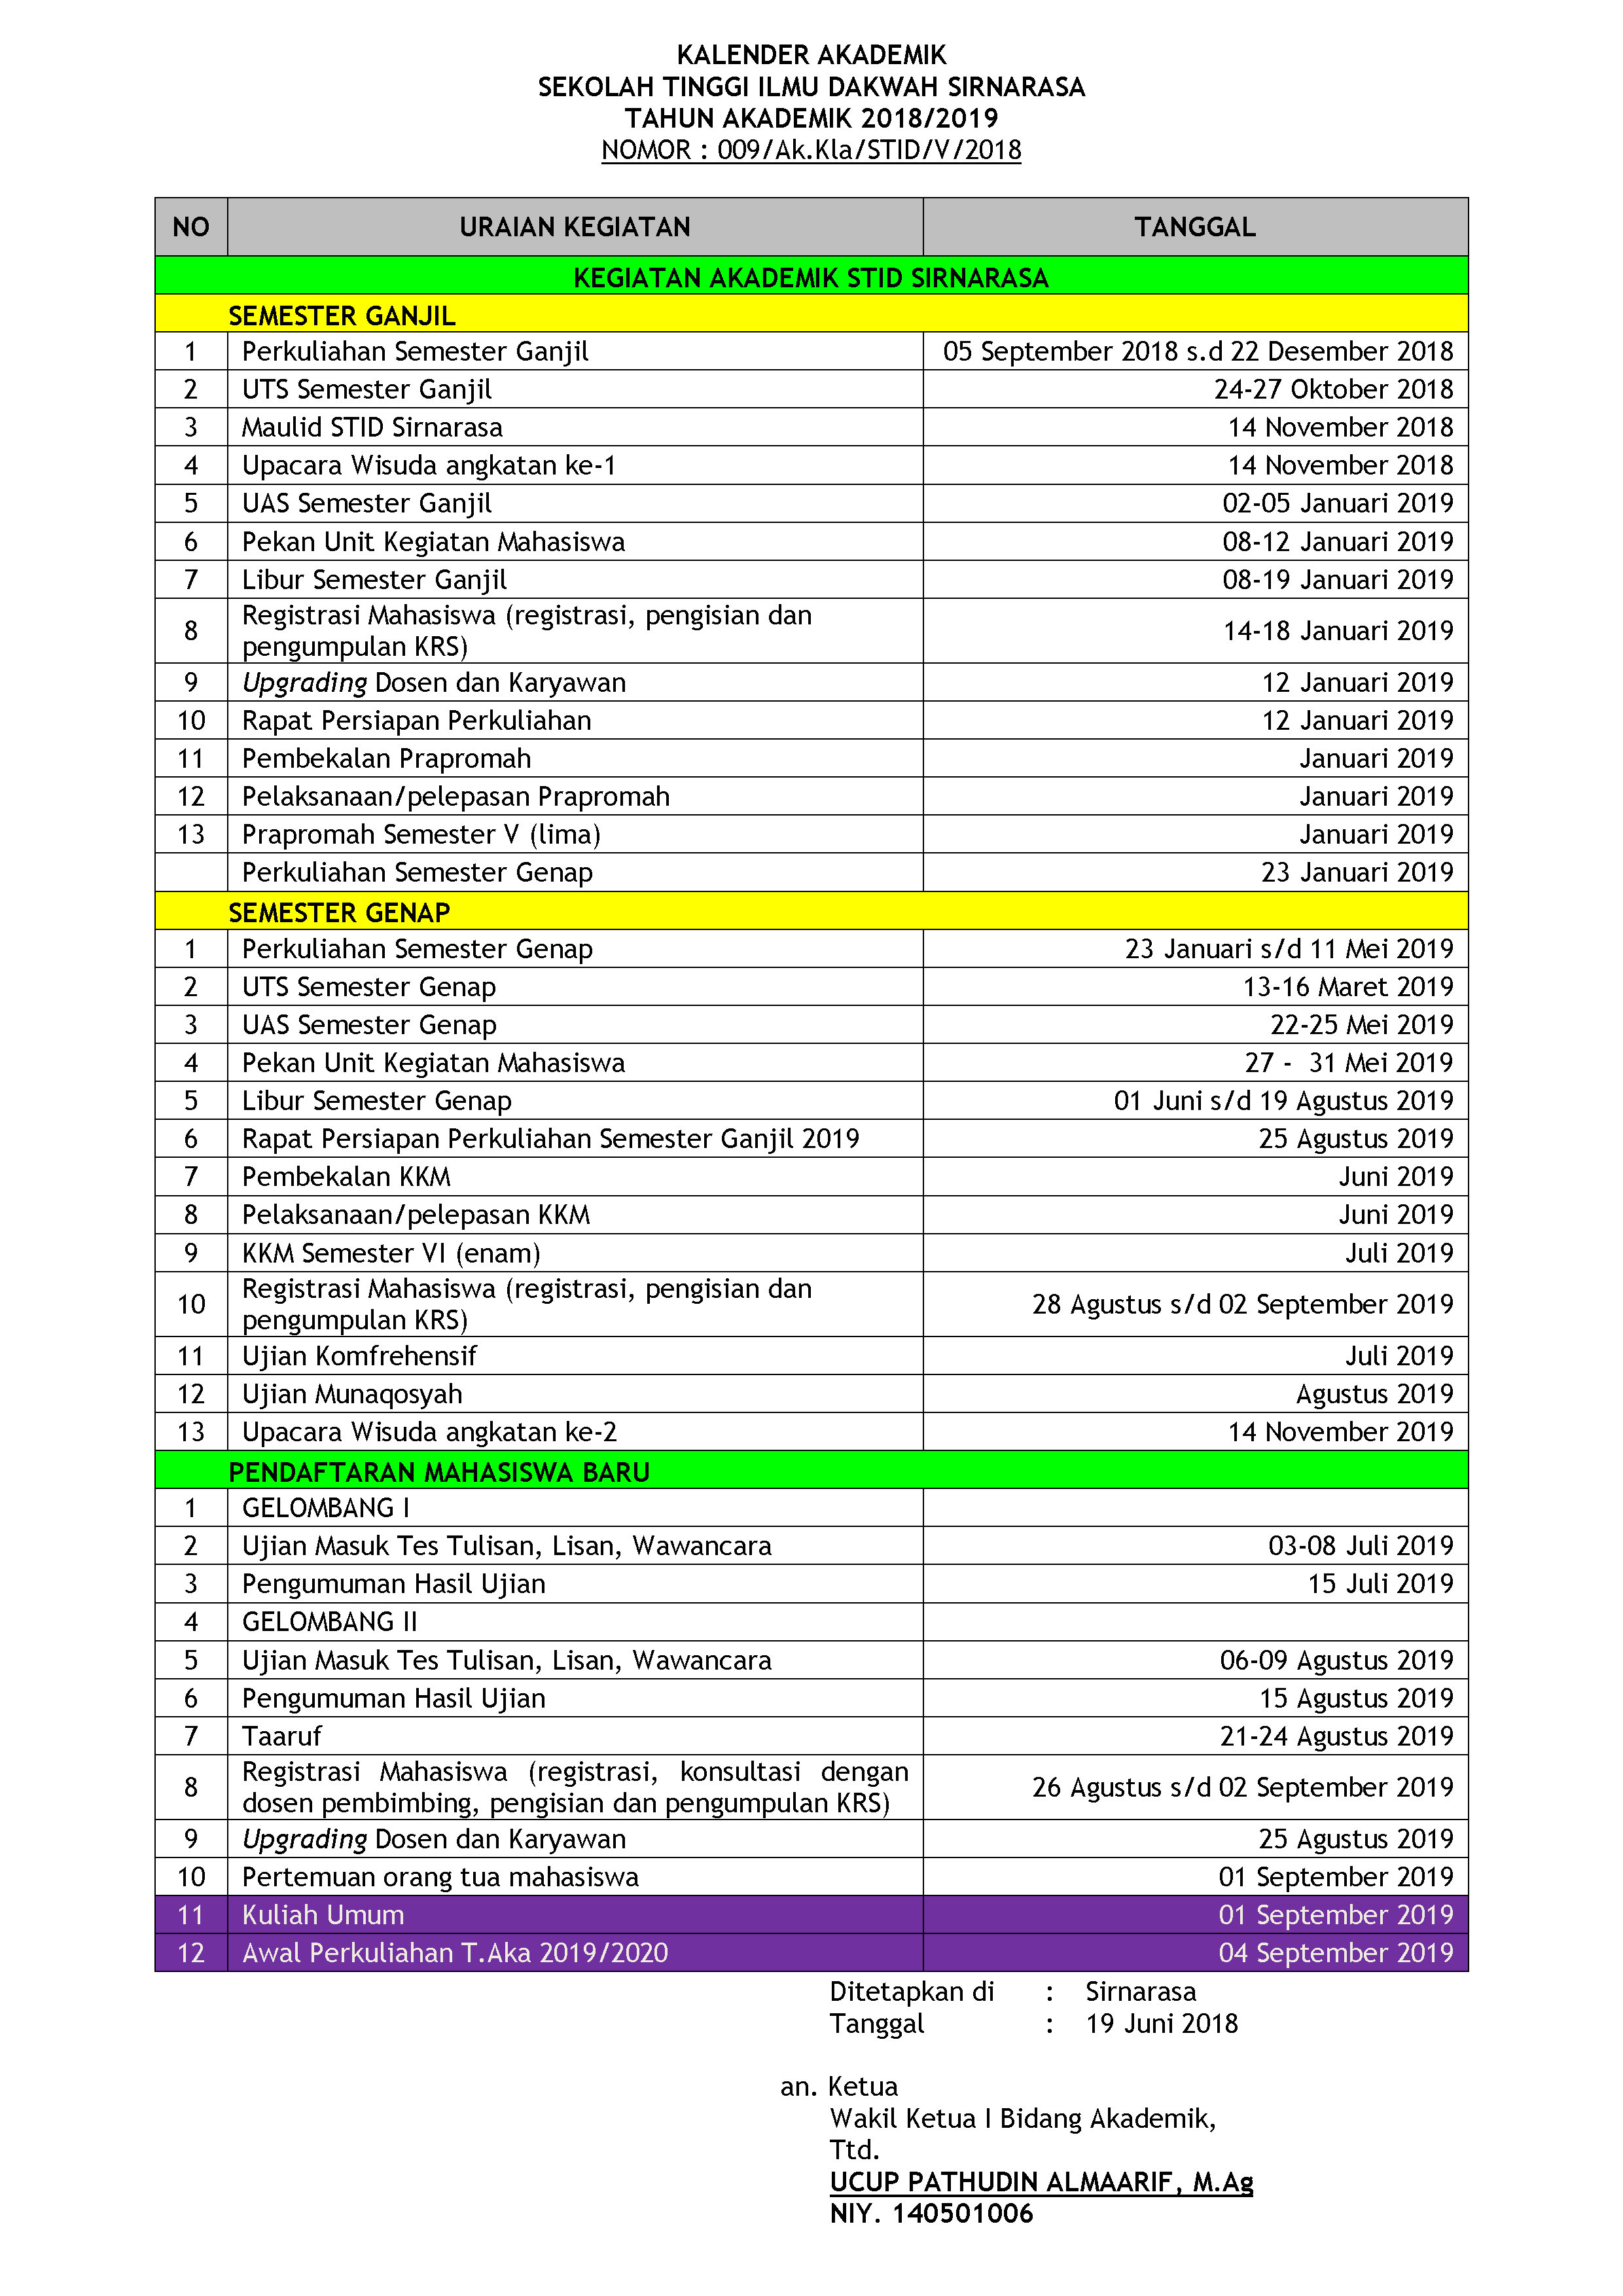 KALENDER AKADEMIK
SEKOLAH TINGGI ILMU DAKWAH SIRNARASA
TAHUN AKADEMIK 2018/2019
NOMOR : 009/Ak.Kla/STID/V/2018
NO URAIAN KEGIATAN TANGGAL
KEGIATAN AKADEMIK STID SIRNARASA
SEMESTER GANJIL
1 Perkuliahan Semester Ganjil 05 September 2018 s.d 22 Desember 2018
2 UTS Semester Ganjil 24-27 Oktober 2018
3 Maulid STID Sirnarasa 14 November 2018
4 Upacara Wisuda angkatan ke-1 14 November 2018
5 UAS Semester Ganjil 02-05 Januari 2019
6 Pekan Unit Kegiatan Mahasiswa 08-12 Januari 2019
7 Libur Semester Ganjil 08-19 Januari 2019
8 Registrasi Mahasiswa (registrasi, pengisian dan
pengumpulan KRS) 14-18 Januari 2019
9 Upgrading Dosen dan Karyawan 12 Januari 2019
10 Rapat Persiapan Perkuliahan 12 Januari 2019
11 Pembekalan Prapromah Januari 2019
12 Pelaksanaan/pelepasan Prapromah Januari 2019
13 Prapromah Semester V (lima) Januari 2019
Perkuliahan Semester Genap 23 Januari 2019
SEMESTER GENAP
1 Perkuliahan Semester Genap 23 Januari s/d 11 Mei 2019
2 UTS Semester Genap 13-16 Maret 2019
3 UAS Semester Genap 22-25 Mei 2019
4 Pekan Unit Kegiatan Mahasiswa 27 - 31 Mei 2019
5 Libur Semester Genap 01 Juni s/d 19 Agustus 2019
6 Rapat Persiapan Perkuliahan Semester Ganjil 2019 25 Agustus 2019
7 Pembekalan KKM Juni 2019
8 Pelaksanaan/pelepasan KKM Juni 2019
9 KKM Semester VI (enam) Juli 2019
10 Registrasi Mahasiswa (registrasi, pengisian dan
pengumpulan KRS) 28 Agustus s/d 02 September 2019
11 Ujian Komfrehensif Juli 2019
12 Ujian Munaqosyah Agustus 2019
13 Upacara Wisuda angkatan ke-2 14 November 2019
PENDAFTARAN MAHASISWA BARU
1 GELOMBANG I
2 Ujian Masuk Tes Tulisan, Lisan, Wawancara 03-08 Juli 2019
3 Pengumuman Hasil Ujian 15 Juli 2019
4 GELOMBANG II
5 Ujian Masuk Tes Tulisan, Lisan, Wawancara 06-09 Agustus 2019
6 Pengumuman Hasil Ujian 15 Agustus 2019
7 Taaruf 21-24 Agustus 2019
8 Registrasi Mahasiswa (registrasi, konsultasi dengan
dosen pembimbing, pengisian dan pengumpulan KRS) 26 Agustus s/d 02 September 2019
9 Upgrading Dosen dan Karyawan 25 Agustus 2019
10 Pertemuan orang tua mahasiswa 01 September 2019
11 Kuliah Umum 01 September 2019
12 Awal Perkuliahan T.Aka 2019/2020 04 September 2019
Ditetapkan di : Sirnarasa
Tanggal : 19 Juni 2018
an. Ketua
Wakil Ketua I Bidang Akademik,
Ttd.
UCUP PATHUDIN ALMAARIF, M.Ag
NIY. 140501006